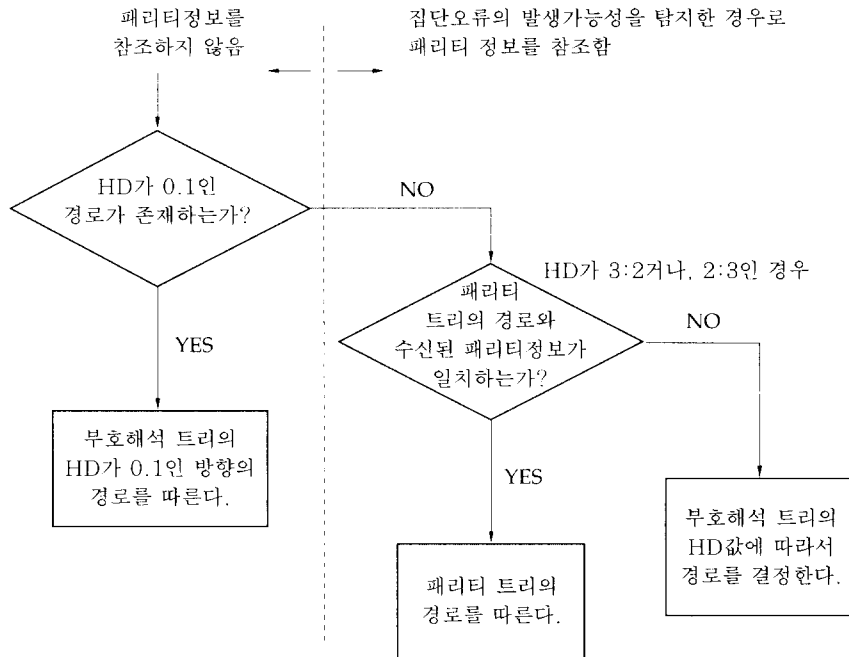 패리티정보를
참조하지 않음
집단오류의 발생가능성을 탐지한 경우로
패리티 정보를 참조함
HD가 0.1인
경로가 존재하는가?
NO
HD가 3:2거나, 2:3인 경우
패리티
트리의 경로와
수신된 패리티정보가
일치하는가?
NO
YES
부호해석 트리의
HD가 0.1인 방향의
경로를 따른다.
YES
부호해석 트리의
HD값에 따라서
경로를 결정한다.
패리티 트리의
경로를 따른다.